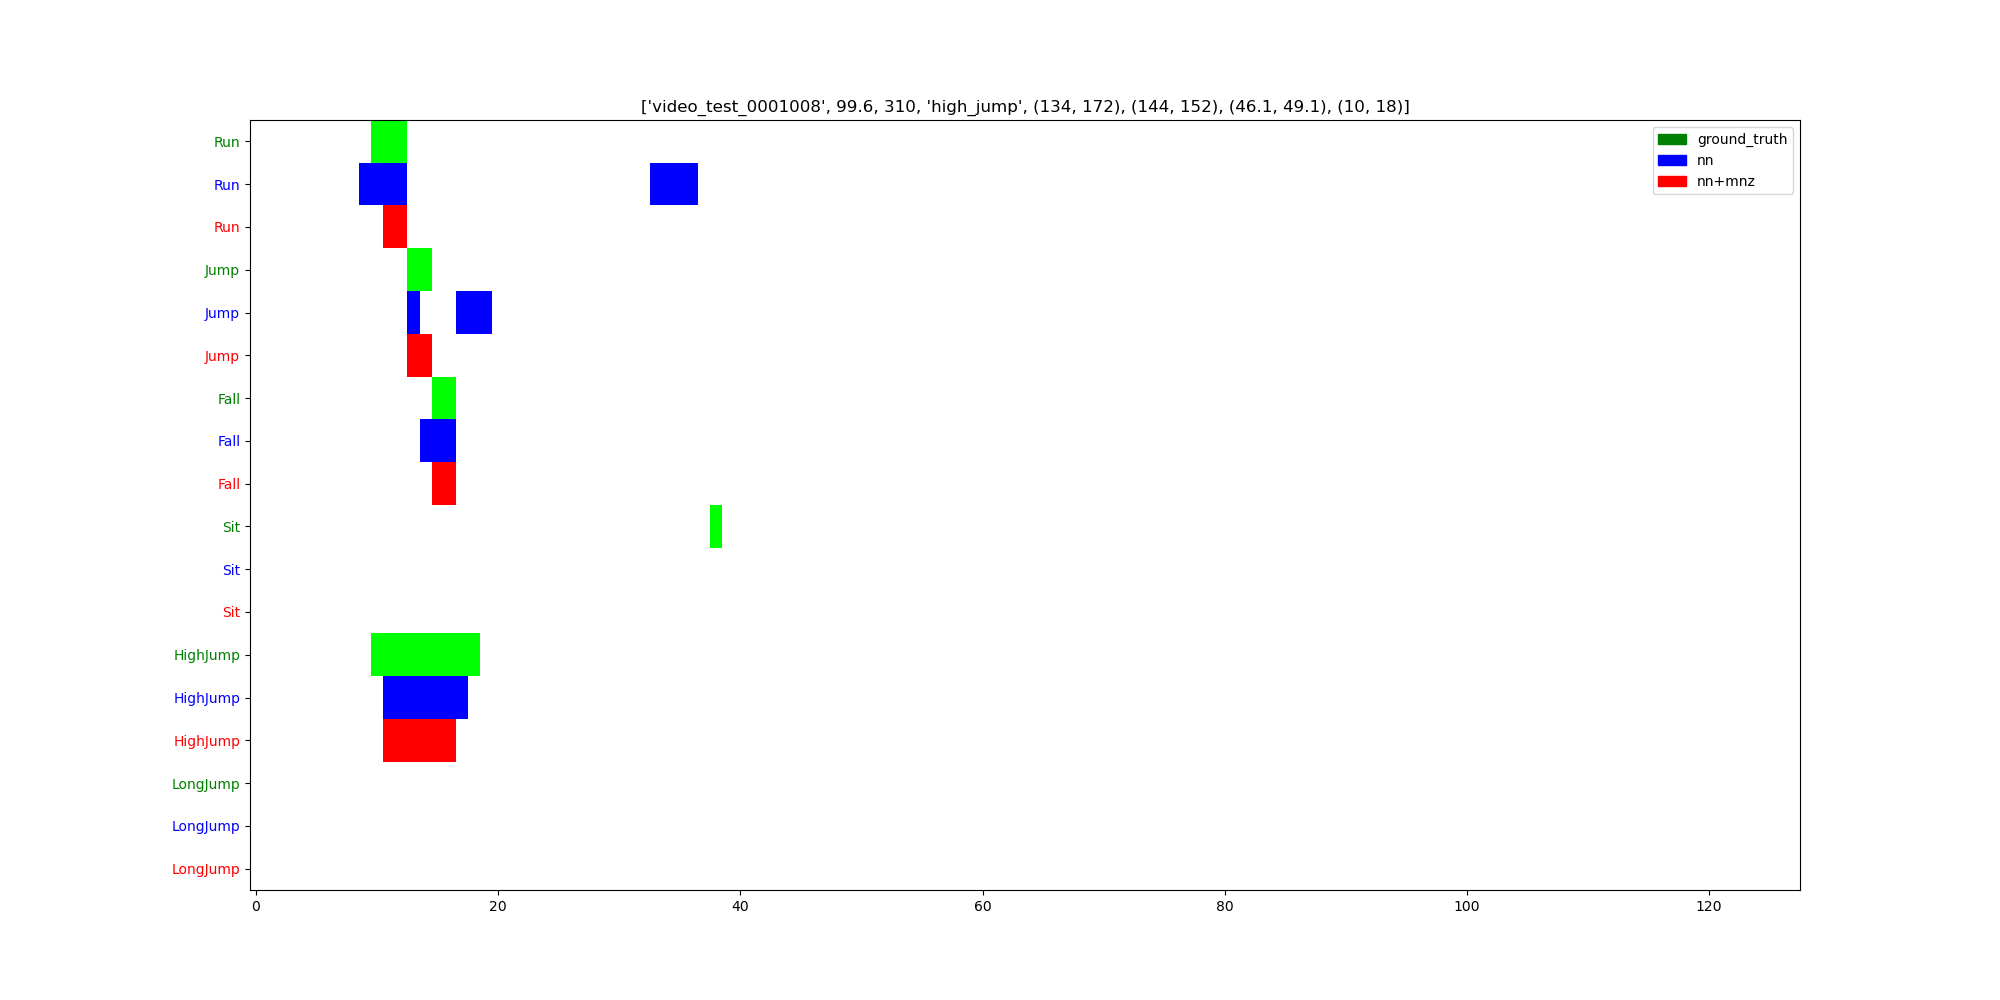 ['video_test_0001008', 99.6, 310, 'high_jump', (134, 172), (144, 152), (46.1, 49.1), (10, 18)]
ground_truth
nn
nn+mnz
Run
Run
Run
Jump
Jump
Jump
Fall
Fall
Fall
Sit
Sit
Sit
HighJump
HighJump
HighJump
LongJump
LongJump
LongJump
0 20 40 60 80 100 120